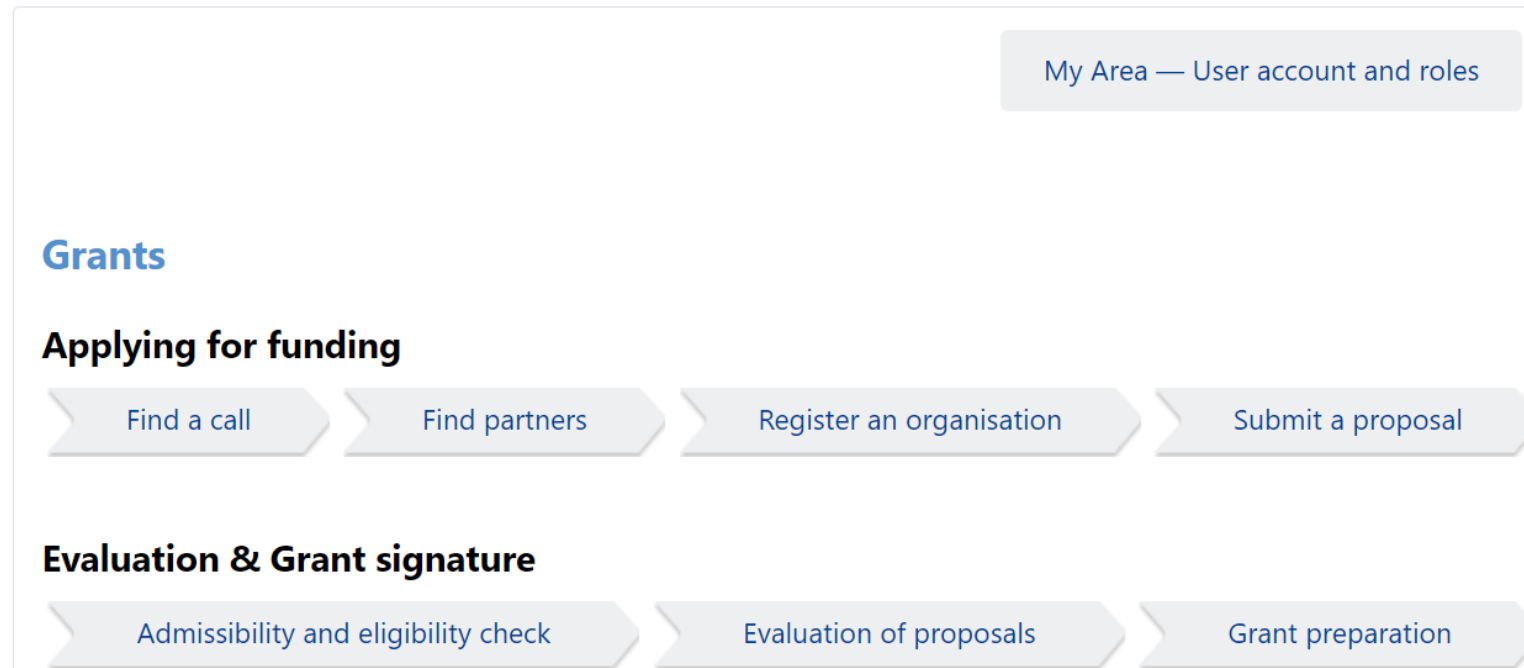 My Area — User account and roles
Grants
Applying for funding
Find a call Find partners Register an organisation Submit a proposal
Evaluation & Grant signature
Admissibility and eligibility check Evaluation of proposals Grant preparation